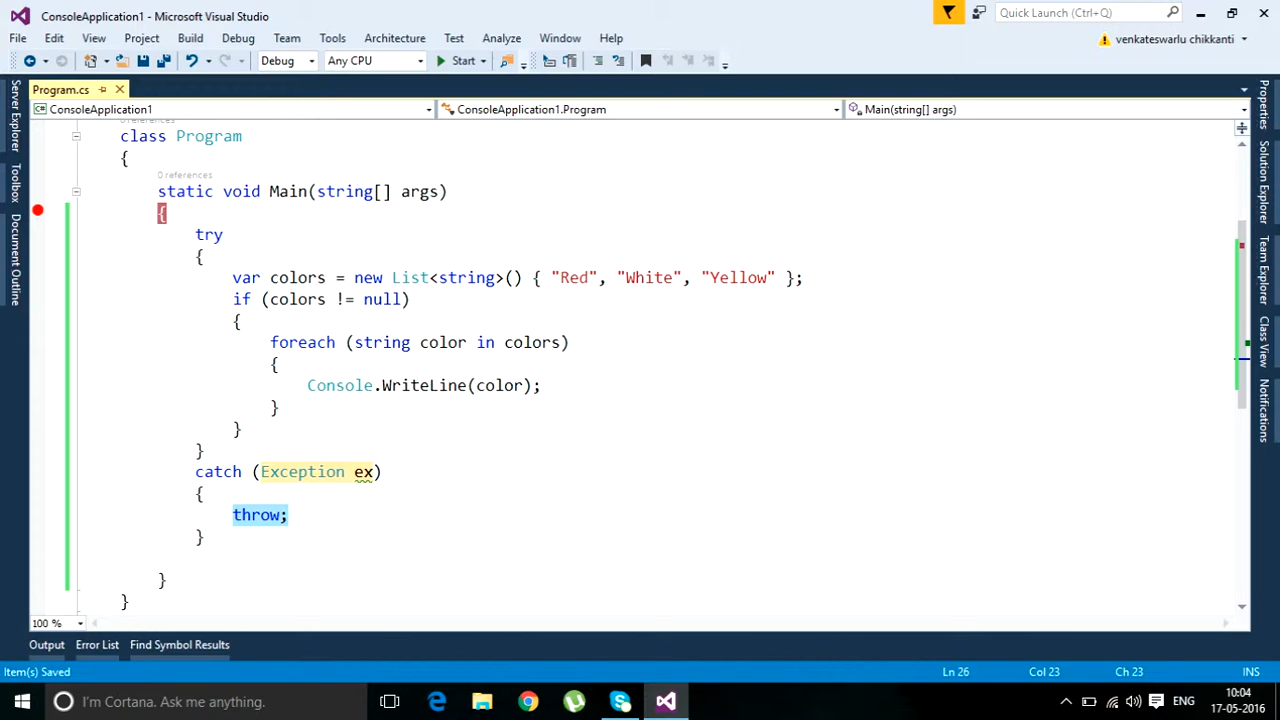 ConsoleApplication1 - Microsoft Visual Studio
Quick Launch (Ctrl+Q)
File Edit View Project Build Debug Team Tools Architecture Test Analyze Window Help
venkateswarlu chikkanti
Debug Any CPU Start
Program.cs
ConsoleApplication1 ConsoleApplication1.Program Main(string[] args)
Server Explorer
Toolbox
Document Outline
0 references
class Program
{
0 references
static void Main(string[] args)
{
try
{
var colors = new List<string>() { "Red", "White", "Yellow" };
if (colors != null)
{
foreach (string color in colors)
{
Console.WriteLine(color);
}
}
}
catch (Exception ex)
{
throw;
}
}
}
Properties
Solution Explorer
Team Explorer
Class View
Notifications
100 %
Output Error List Find Symbol Results
Item(s) Saved Ln 26 Col 23 Ch 23 INS
I'm Cortana. Ask me anything.
ENG
10:04
17-05-2016